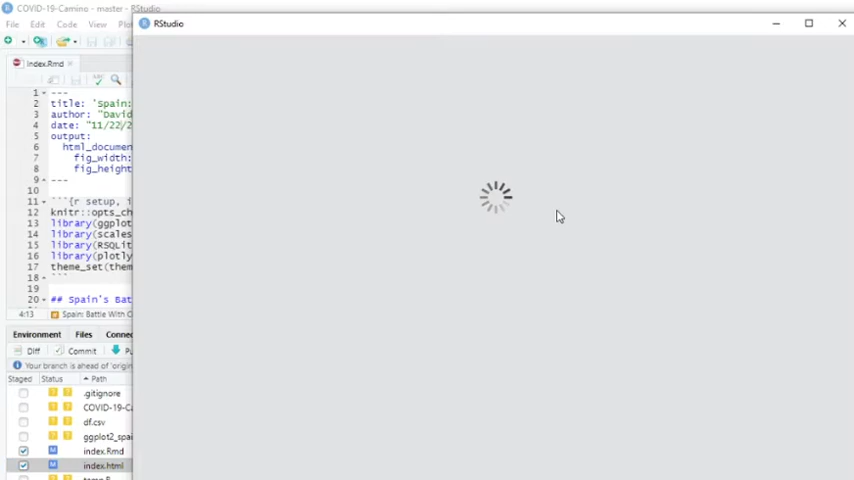 COVID-19-Camino - master - RStudio
File Edit Code View
RStudio
Index.Rmd
1 ---
2 title: 'Spain:
3 author: "David
4 date: "11/22/2
5 output:
6 html_documen
7 fig_width:
8 fig_height
9 ---
10
11 ```{r setup, i
12 knitr::opts_ch
13 library(ggplot
14 library(scales
15 library(RSQLit
16 library(plotly
17 theme_set(them
18 ```
19
20 ## Spain's Bat
4:13 Spain: Battle With C
Environment Files Connec
Diff Commit Pu
Your branch is ahead of 'origin
Staged Status Path
.gitignore
COVID-19-Ca
df.csv
ggplot2_spai
index.Rmd
index.html
temp.R